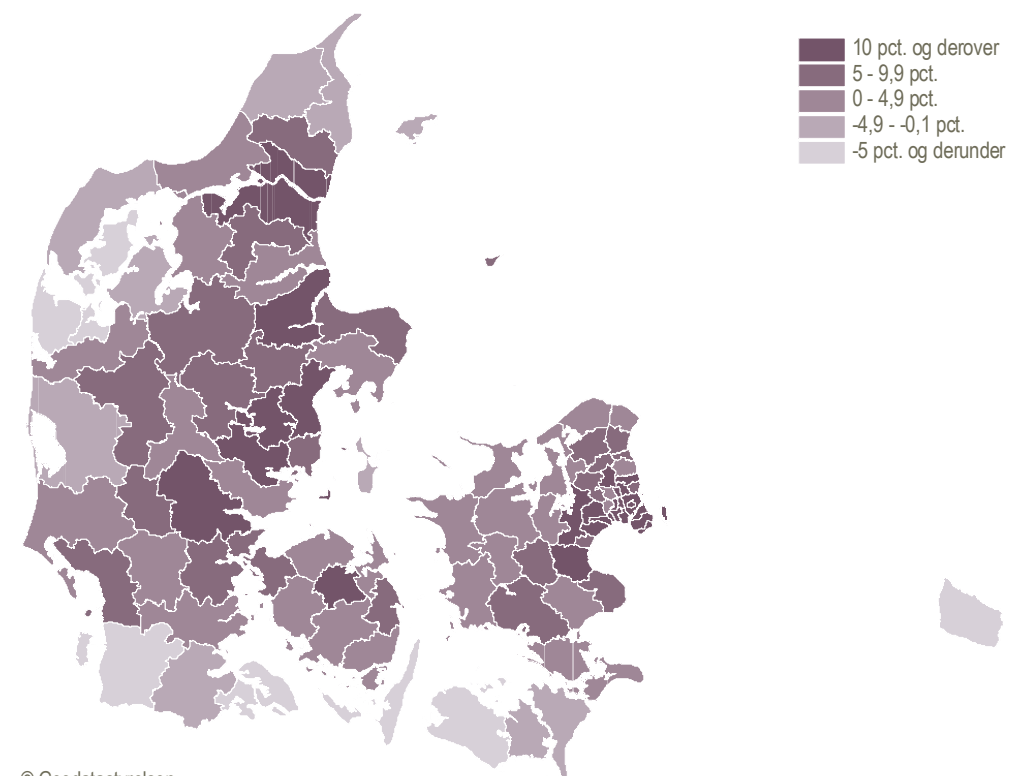 10 pct. og derover
5 - 9,9 pct.
0 - 4,9 pct.
-4,9 - -0,1 pct.
-5 pct. og derunder
© Geodatastyrelsen